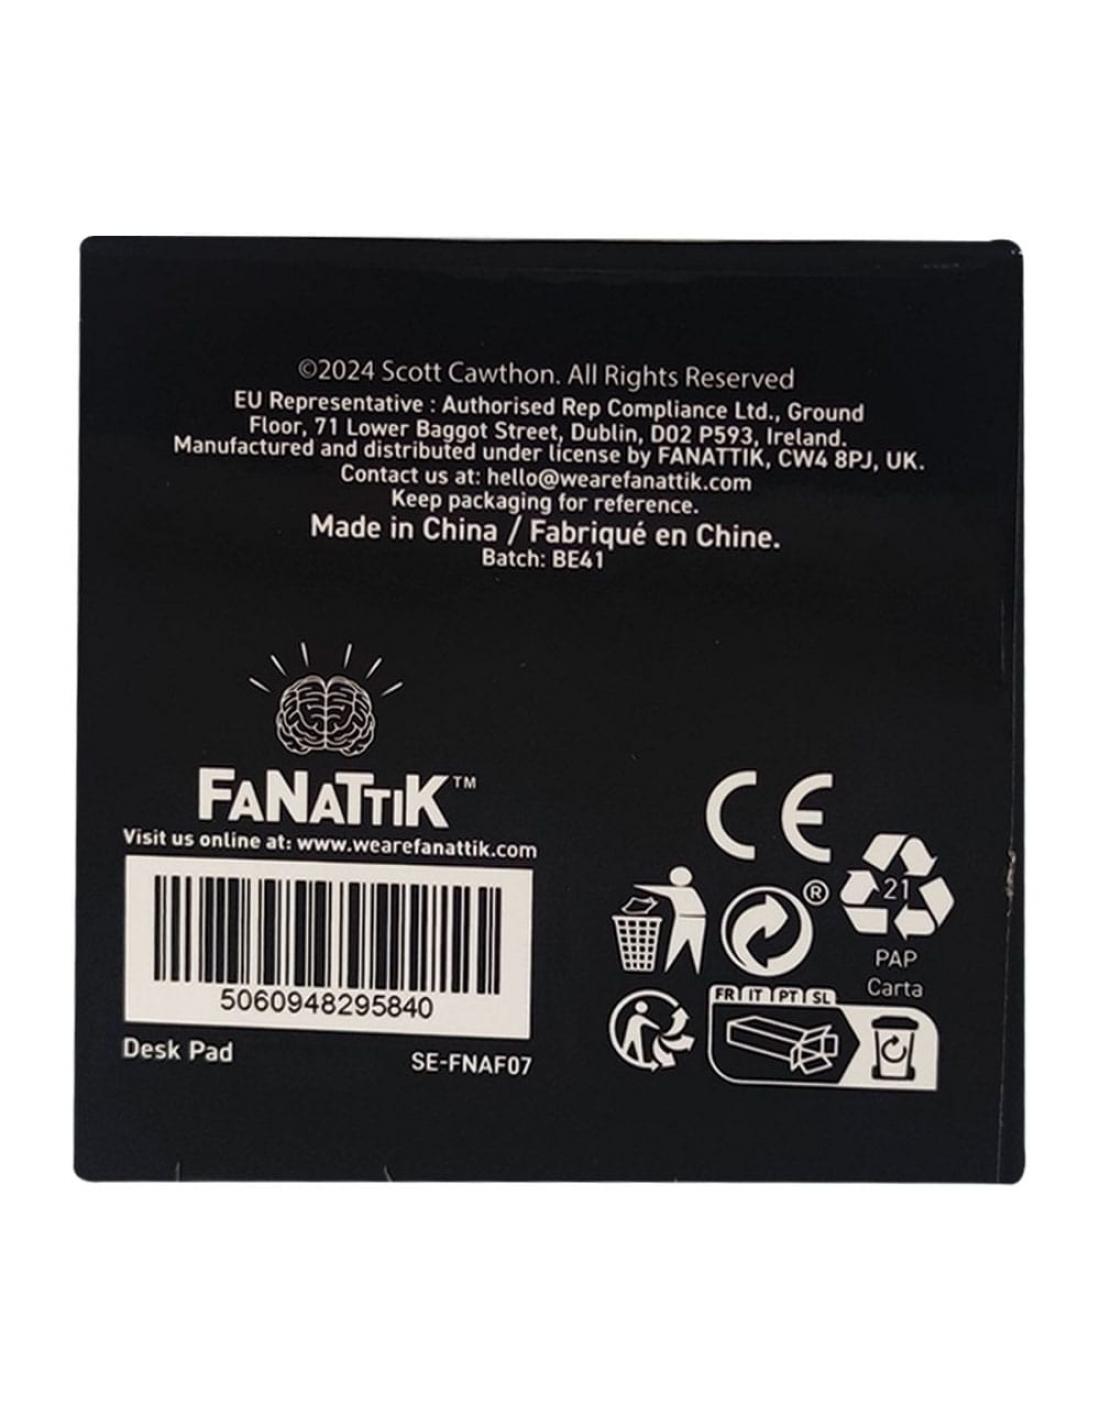 ©2024 Scott Cawthon. All Rights Reserved
EU Representative : Authorised Rep Compliance Ltd., Ground
Floor, 71 Lower Baggot Street, Dublin, D02 P593, Ireland.
Manufactured and distributed under license by FANATTIK, CW4 8PJ, UK.
Contact us at: hello@wearefanattik.com
Keep packaging for reference.
Made in China / Fabriqué en Chine.
Batch: BE41
FANATTIK™
Visit us online at: www.wearefanattik.com
5060948295840
Desk Pad SE-FNAF07
CE
®
21
PAP
Carta
FR IT PT SL